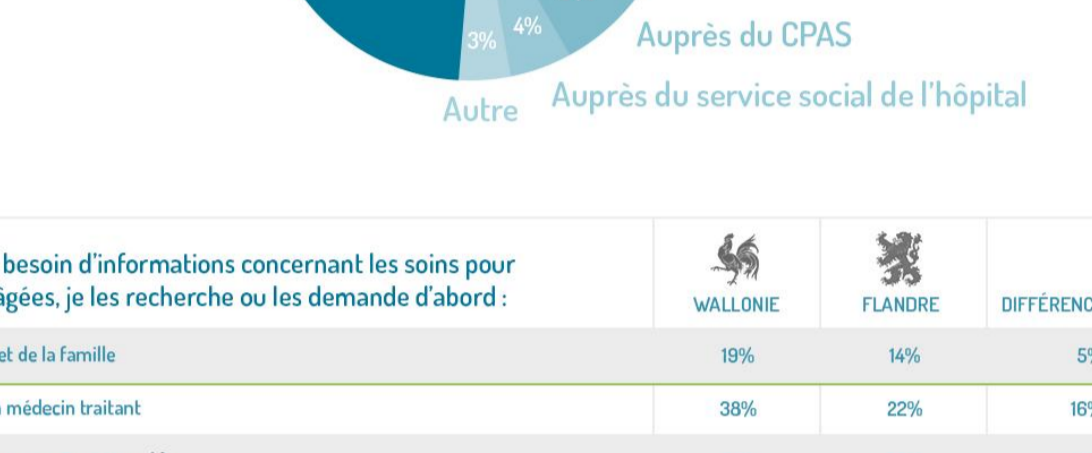 4%
3%
Auprès du CPAS
Auprès du service social de l'hôpital
Autre
besoin d'informations concernant les soins pour
âgées, je les recherche ou les demande d'abord :
WALLONIE
FLANDRE
DIFFÉRENC
et de la famille
19%
14%
5%
médecin traitant
38%
22%
16%